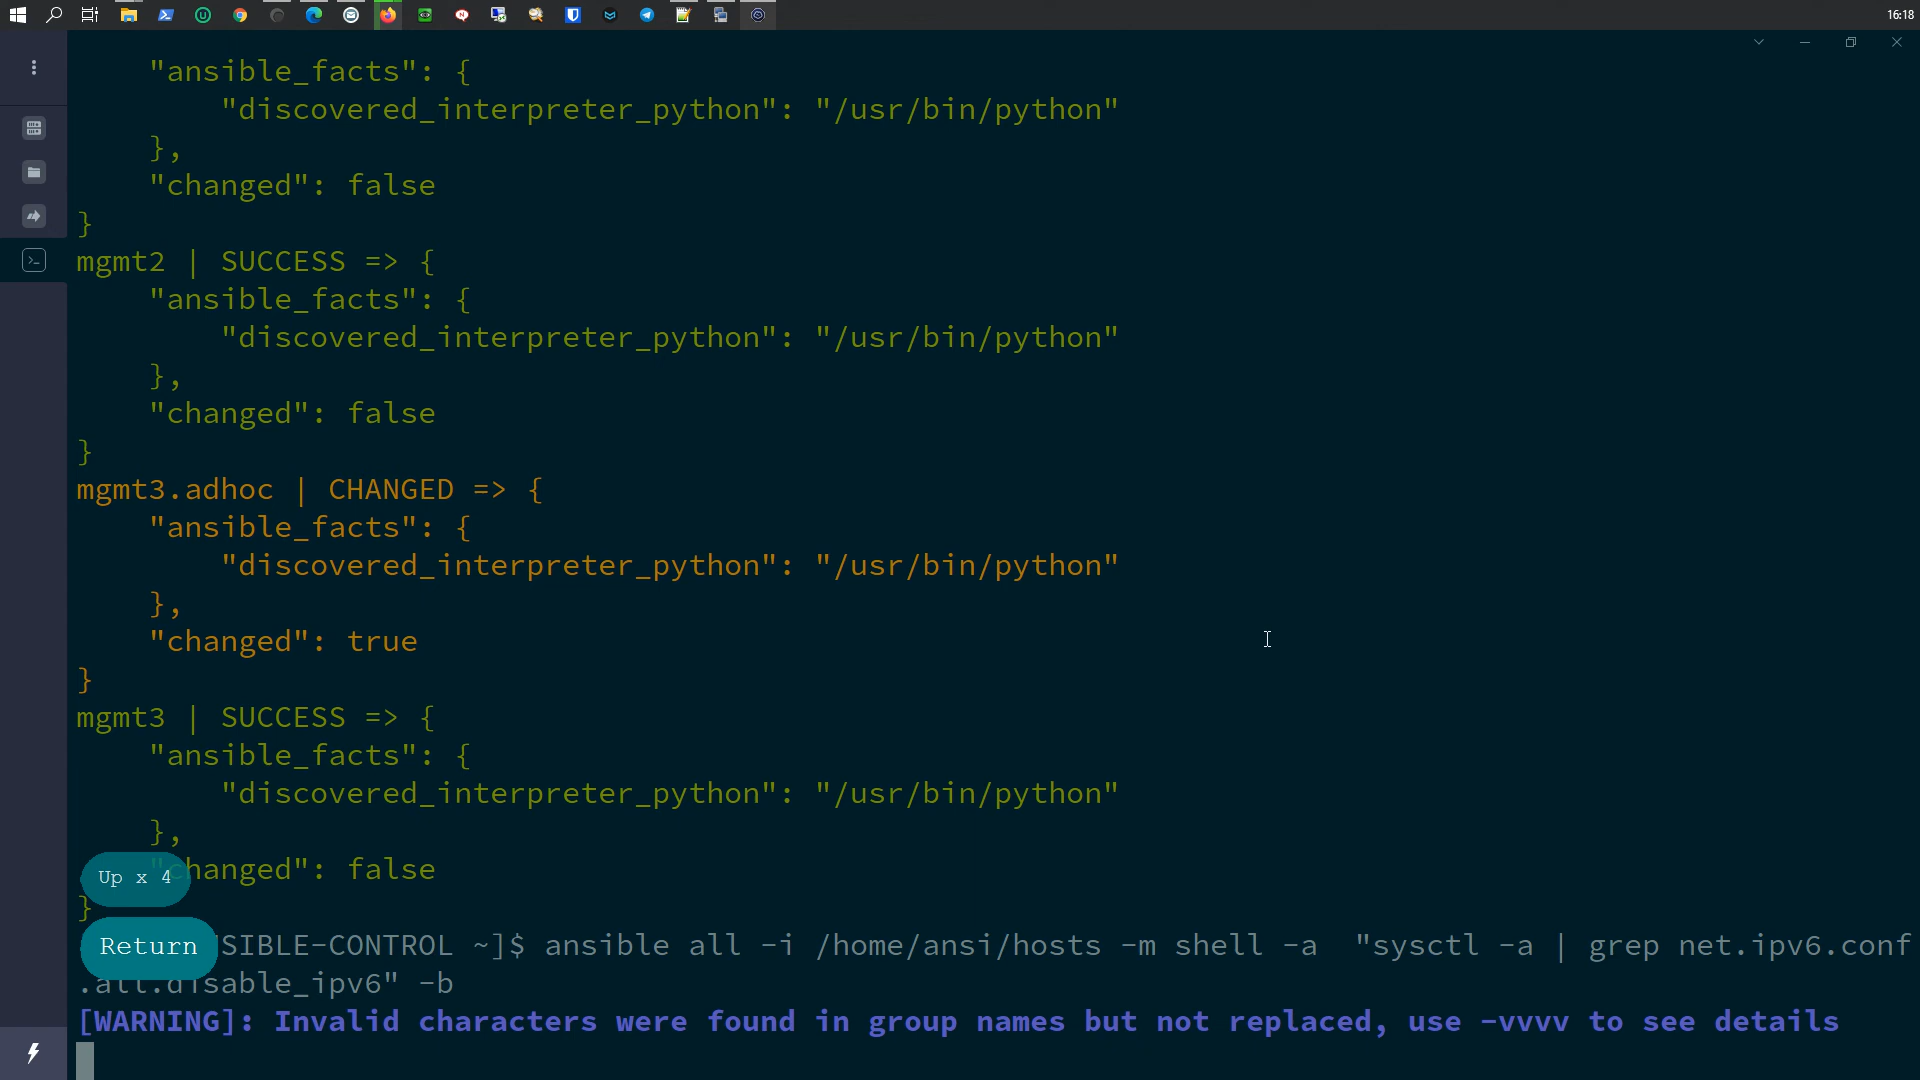 16:18
"ansible_facts": {
"discovered_interpreter_python": "/usr/bin/python"
},
"changed": false
}
mgmt2 | SUCCESS => {
"ansible_facts": {
"discovered_interpreter_python": "/usr/bin/python"
},
"changed": false
}
mgmt3.adhoc | CHANGED => {
"ansible_facts": {
"discovered_interpreter_python": "/usr/bin/python"
},
"changed": true
}
mgmt3 | SUCCESS => {
"ansible_facts": {
"discovered_interpreter_python": "/usr/bin/python"
},
"changed": false
Up x 4
}
Return
SIBLE-CONTROL ~]$ ansible all -i /home/ansi/hosts -m shell -a  "sysctl -a | grep net.ipv6.conf
.all.disable_ipv6" -b
[WARNING]: Invalid characters were found in group names but not replaced, use -vvvv to see details